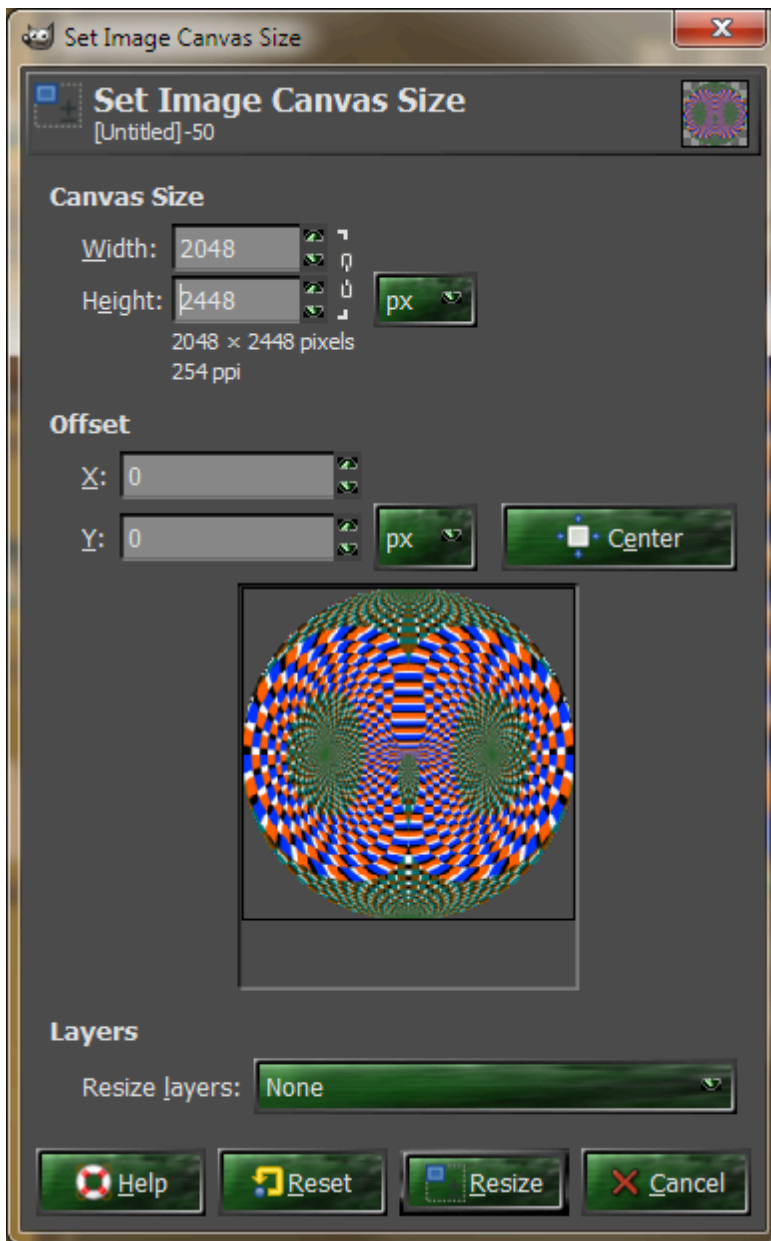 Set Image Canvas Size
Set Image Canvas Size
[Untitled]-50
Canvas Size
Width: 2048
Height: 2448 px
2048 × 2448 pixels
254 ppi
Offset
X: 0
Y: 0 px Center
Layers
Resize layers: None
Help Reset Resize Cancel